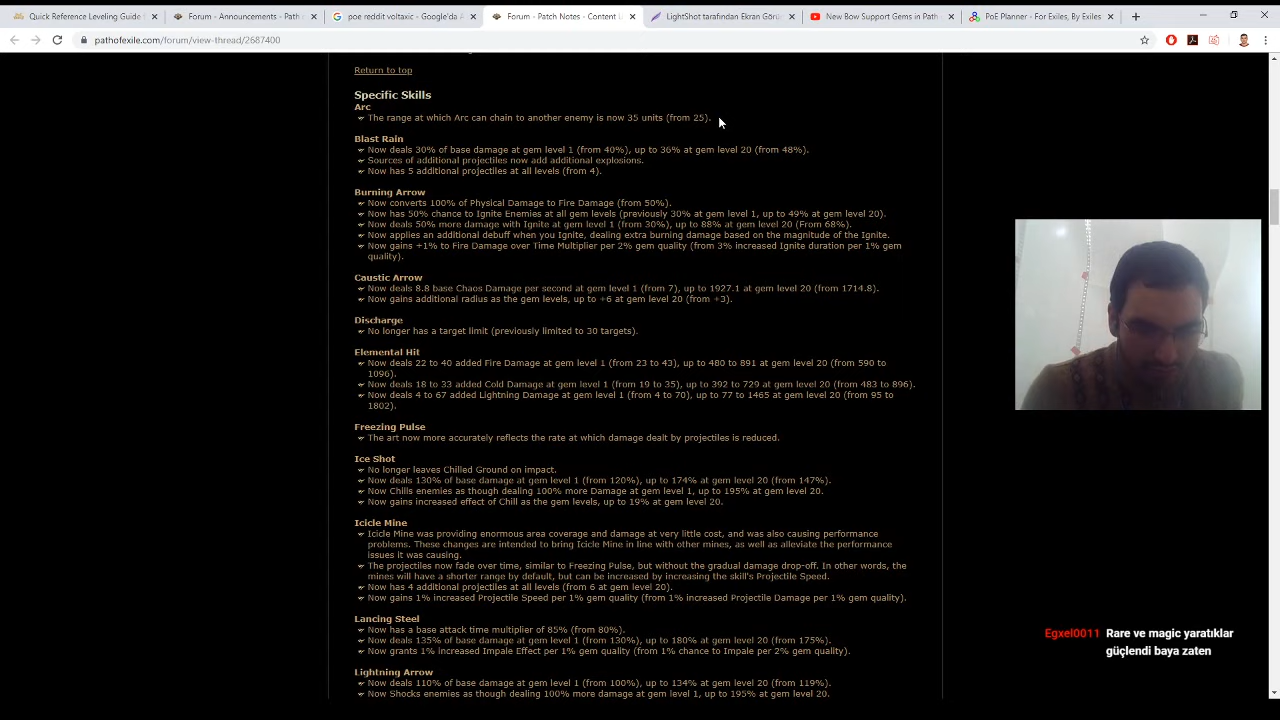 Quick Reference Leveling Guide
Forum - Announcements - Path
poe reddit voltaxic - Google'da A
Forum - Patch Notes - Content
LightShot tarafından Ekran Görü
New Bow Support Gems in Path
PoE Planner - For Exiles, By Exiles
pathofexile.com/forum/view-thread/2687400
Return to top
Specific Skills
Arc
The range at which Arc can chain to another enemy is now 35 units (from 25).
Blast Rain
Now deals 30% of base damage at gem level 1 (from 40%), up to 36% at gem level 20 (from 48%).
Sources of additional projectiles now add additional explosions.
Now has 5 additional projectiles at all levels (from 4).
Burning Arrow
Now converts 100% of Physical Damage to Fire Damage (from 50%).
Now has 50% chance to Ignite Enemies at all gem levels (previously 30% at gem level 1, up to 49% at gem level 20).
Now deals 50% more damage with Ignite at gem level 1 (from 30%), up to 88% at gem level 20 (From 68%).
Now applies an additional debuff when you Ignite, dealing extra burning damage based on the magnitude of the Ignite.
Now gains +1% to Fire Damage over Time Multiplier per 2% gem quality (from 3% increased Ignite duration per 1% gem
quality).
Caustic Arrow
Now deals 8.8 base Chaos Damage per second at gem level 1 (from 7), up to 1927.1 at gem level 20 (from 1714.8).
Now gains additional radius as the gem levels, up to +6 at gem level 20 (from +3).
Discharge
No longer has a target limit (previously limited to 30 targets).
Elemental Hit
Now deals 22 to 40 added Fire Damage at gem level 1 (from 23 to 43), up to 480 to 891 at gem level 20 (from 590 to
1096).
Now deals 18 to 33 added Cold Damage at gem level 1 (from 19 to 35), up to 392 to 729 at gem level 20 (from 483 to 896).
Now deals 4 to 67 added Lightning Damage at gem level 1 (from 4 to 70), up to 77 to 1465 at gem level 20 (from 95 to
1802).
Freezing Pulse
The art now more accurately reflects the rate at which damage dealt by projectiles is reduced.
Ice Shot
No longer leaves Chilled Ground on impact.
Now deals 130% of base damage at gem level 1 (from 120%), up to 174% at gem level 20 (from 147%).
Now Chills enemies as though dealing 100% more Damage at gem level 1, up to 195% at gem level 20.
Now gains increased effect of Chill as the gem levels, up to 19% at gem level 20.
Icicle Mine
Icicle Mine was providing enormous area coverage and damage at very little cost, and was also causing performance
problems. These changes are intended to bring Icicle Mine in line with other mines, as well as alleviate the performance
issues it was causing.
The projectiles now fade over time, similar to Freezing Pulse, but without the gradual damage drop-off. In other words, the
mines will have a shorter range by default, but can be increased by increasing the skill's Projectile Speed.
Now has 4 additional projectiles at all levels (from 6 at gem level 20).
Now gains 1% increased Projectile Speed per 1% gem quality (from 1% increased Projectile Damage per 1% gem quality).
Lancing Steel
Now has a base attack time multiplier of 85% (from 80%).
Now deals 135% of base damage at gem level 1 (from 130%), up to 180% at gem level 20 (from 175%).
Now grants 1% increased Impale Effect per 1% gem quality (from 1% chance to Impale per 2% gem quality).
Lightning Arrow
Now deals 110% of base damage at gem level 1 (from 100%), up to 134% at gem level 20 (from 119%).
Now Shocks enemies as though dealing 100% more damage at gem level 1, up to 195% at gem level 20.
Egxel0011 Rare ve magic yaratıklar
güçlendi baya zaten